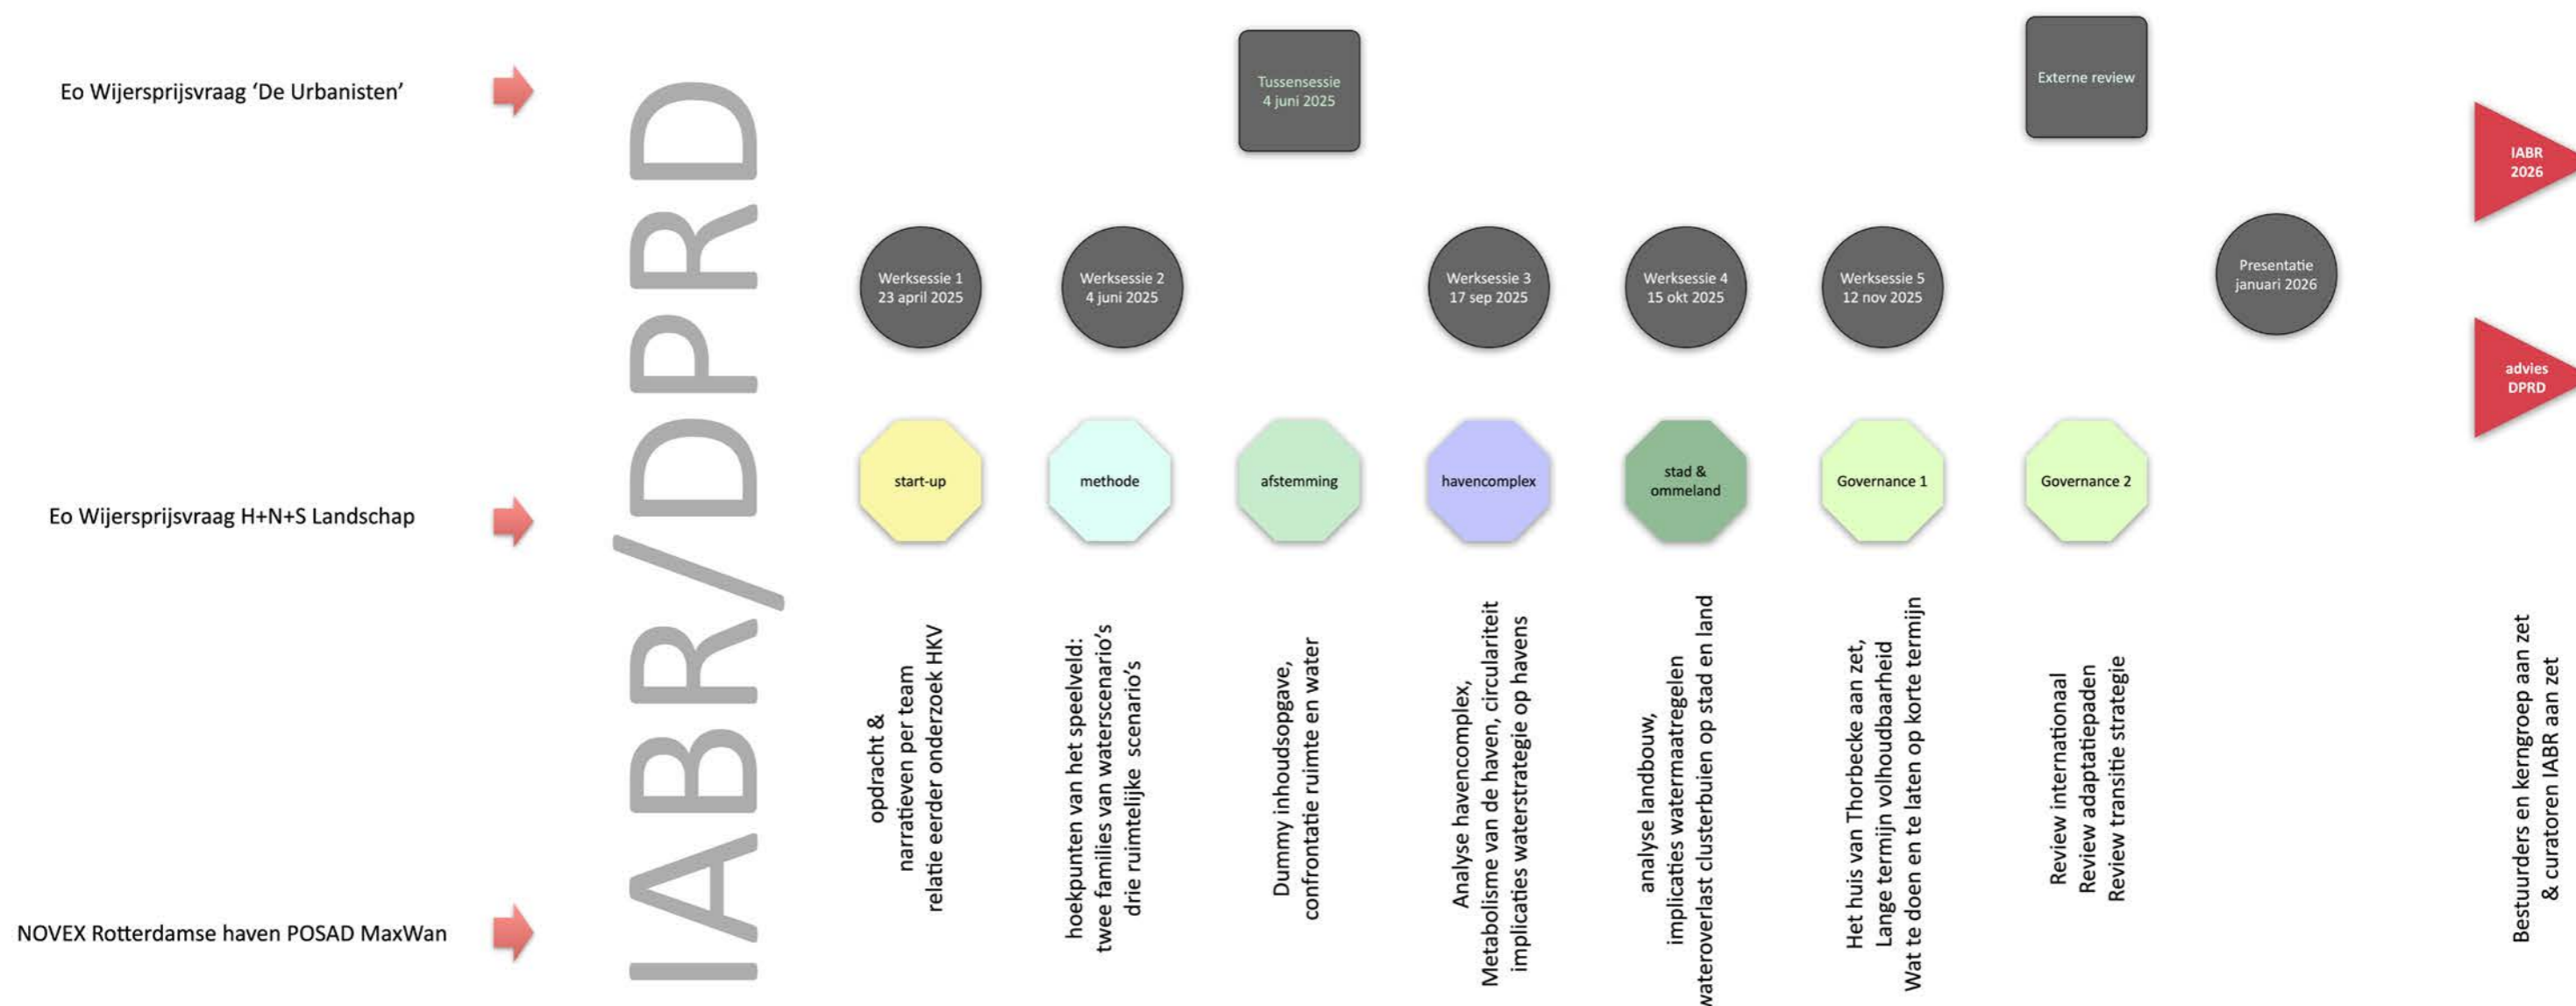 Eo Wijersprijsvraag ‘De Urbanisten’
Eo Wijersprijsvraag H+N+S Landschap
NOVEX Rotterdamse haven POSAD MaxWan
IABR/DPRD
Tussensessie
4 juni 2025
Externe review
Werksessie 1
23 april 2025
Werksessie 2
4 juni 2025
Werksessie 3
17 sep 2025
Werksessie 4
15 okt 2025
Werksessie 5
12 nov 2025
Presentatie
januari 2026
IABR
2026
advies
DPRD
start-up
methode
afstemming
havencomplex
stad &
ommeland
Governance 1
Governance 2
opdracht &
narratieven per team
relatie eerder onderzoek HKV
hoekpunten van het speelveld:
twee families van waterscenario’s
drie ruimtelijke scenario’s
Dummy inhoudsopgave,
confrontatie ruimte en water
Analyse havencomplex,
Metabolisme van de haven, circulariteit
implicaties waterstrategie op havens
analyse landbouw,
implicaties watermaatregelen
wateroverlast clusterbuien op stad en land
Het huis van Thorbecke aan zet,
Lange termijn volhoudbaarheid
Wat te doen en te laten op korte termijn
Review internationaal
Review adaptatiepaden
Review transitie strategie
Bestuurders en kerngroep aan zet
& curatoren IABR aan zet